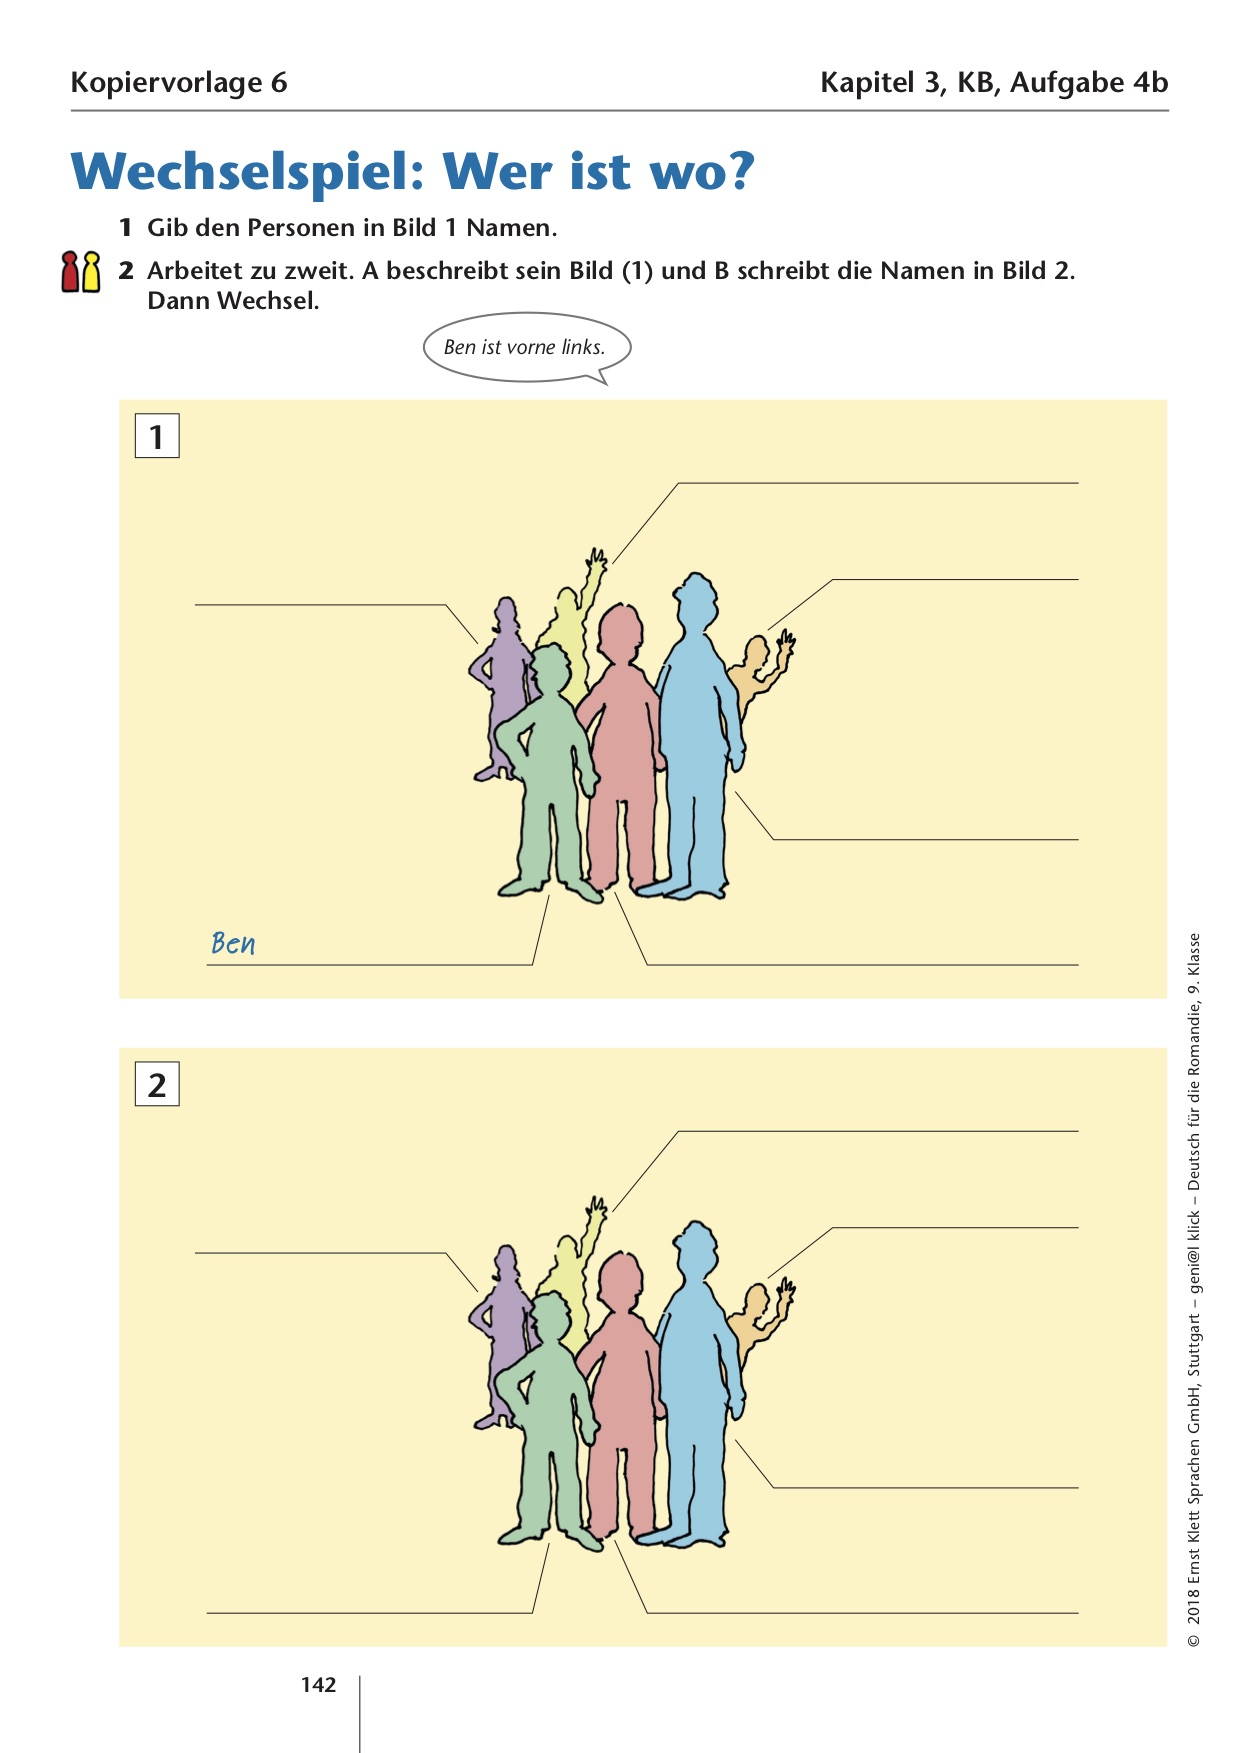 Kopiervorlage 6
Kapitel 3, KB, Aufgabe 4b
Wechselspiel: Wer ist wo?
1 Gib den Personen in Bild 1 Namen.
2 Arbeitet zu zweit. A beschreibt sein Bild (1) und B schreibt die Namen in Bild 2.
Dann Wechsel.
Ben ist vorne links.
1
Ben
2
© 2018 Ernst Klett Sprachen GmbH, Stuttgart – geni@l klick – Deutsch für die Romandie, 9. Klasse
142